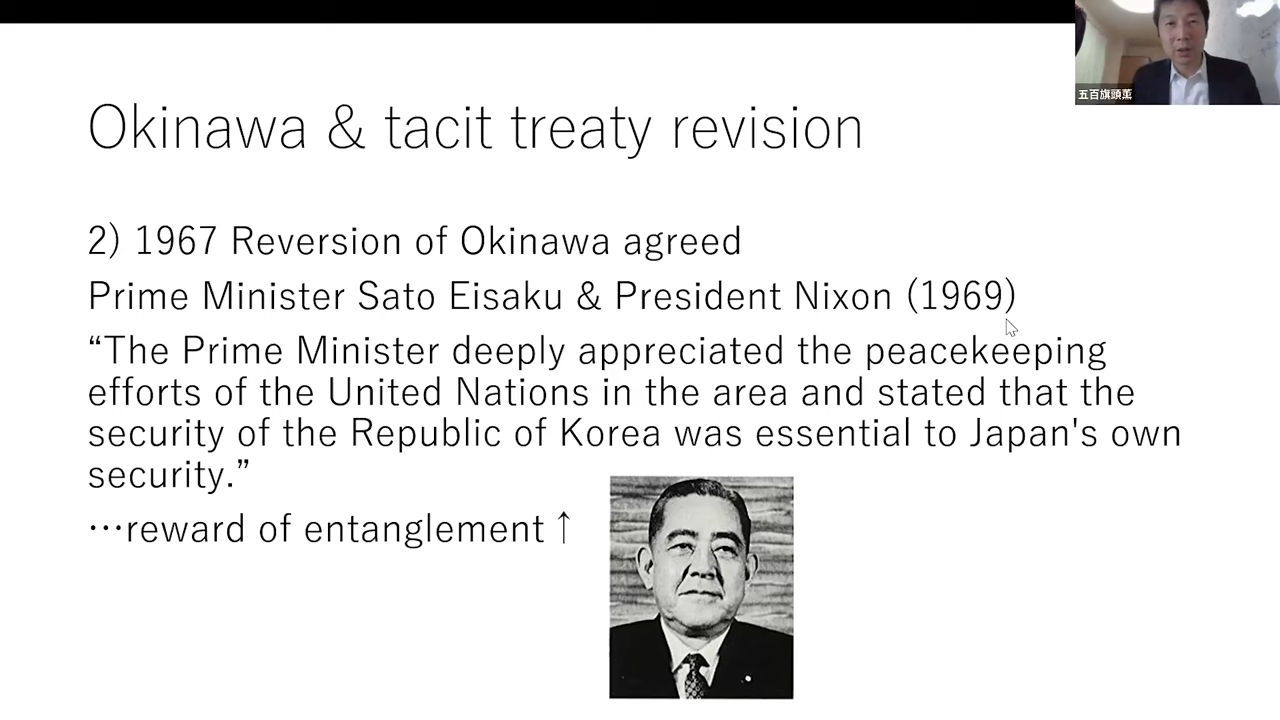 五百旗頭薫
Okinawa & tacit treaty revision
2) 1967 Reversion of Okinawa agreed
Prime Minister Sato Eisaku & President Nixon (1969)
“The Prime Minister deeply appreciated the peacekeeping
efforts of the United Nations in the area and stated that the
security of the Republic of Korea was essential to Japan's own
security.”
…reward of entanglement↑